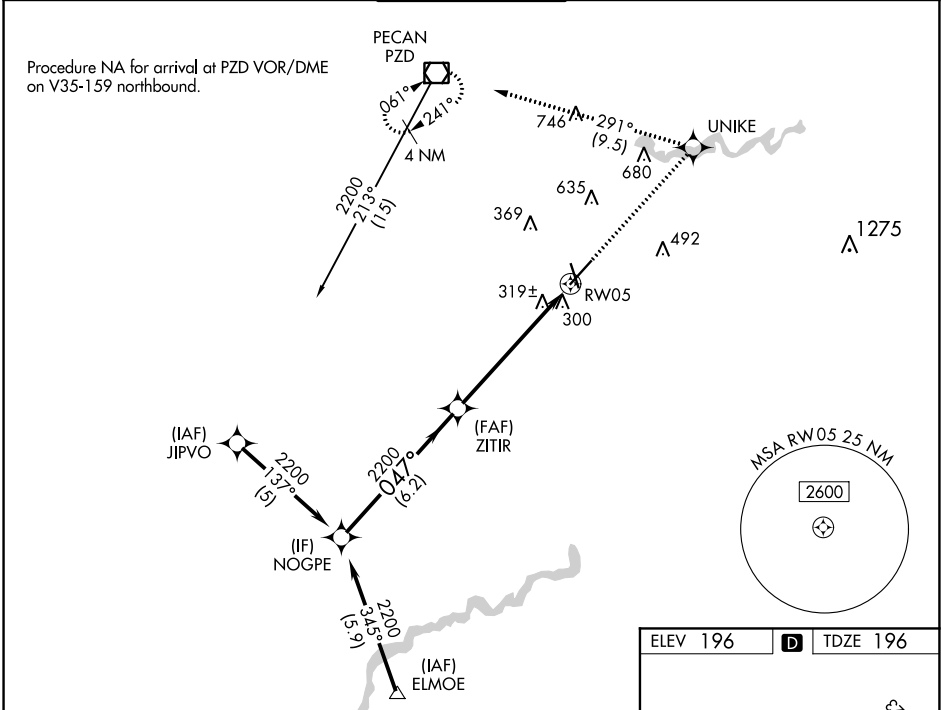 Procedure NA for arrival at PZD VOR/DME
on V35-159 northbound.
PECAN
PZD
061°
241°
4 NM
2200
213°
(15)
746
291°
(9.5)
UNIKE
680
635
369
492
1275
319±
300
RW05
(FAF)
ZITIR
(IAF)
JIPVO
2200
137°
(5)
2200
047°
(6.2)
(IF)
NOGPE
2200
345°
(5.9)
(IAF)
ELMOE
MSA RW05 25 NM
2600
ELEV 196
D
TDZE 196